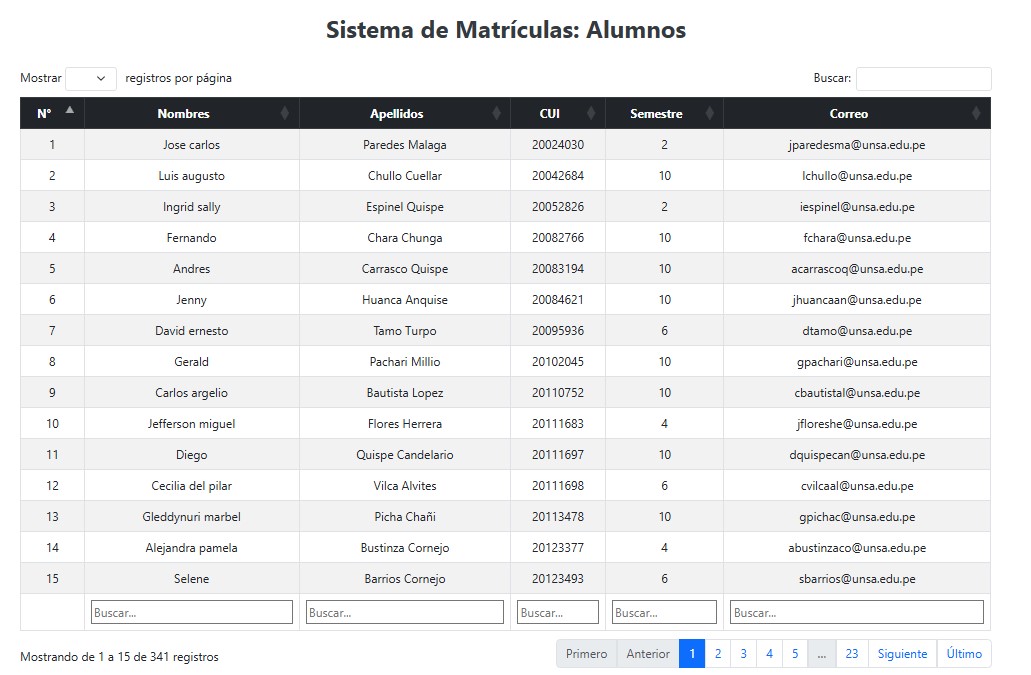 Sistema de Matrículas: Alumnos
Mostrar registros por página Buscar:
N° Nombres Apellidos CUI Semestre Correo
1 Jose carlos Paredes Malaga 20024030 2 jparedesma@unsa.edu.pe
2 Luis augusto Chullo Cuellar 20042684 10 lchullo@unsa.edu.pe
3 Ingrid sally Espinel Quispe 20052826 2 iespinel@unsa.edu.pe
4 Fernando Chara Chunga 20082766 10 fchara@unsa.edu.pe
5 Andres Carrasco Quispe 20083194 10 acarrascoq@unsa.edu.pe
6 Jenny Huanca Anquise 20084621 10 jhuancaan@unsa.edu.pe
7 David ernesto Tamo Turpo 20095936 6 dtamo@unsa.edu.pe
8 Gerald Pachari Millio 20102045 10 gpachari@unsa.edu.pe
9 Carlos argelio Bautista Lopez 20110752 10 cbautistal@unsa.edu.pe
10 Jefferson miguel Flores Herrera 20111683 4 jfloreshe@unsa.edu.pe
11 Diego Quispe Candelario 20111697 10 dquispecan@unsa.edu.pe
12 Cecilia del pilar Vilca Alvites 20111698 6 cvilcaal@unsa.edu.pe
13 Gleddynuri marbel Picha Chañi 20113478 10 gpichac@unsa.edu.pe
14 Alejandra pamela Bustinza Cornejo 20123377 4 abustinzaco@unsa.edu.pe
15 Selene Barrios Cornejo 20123493 6 sbarrios@unsa.edu.pe
Buscar... Buscar... Buscar... Buscar... Buscar...
Mostrando de 1 a 15 de 341 registros Primero Anterior 1 2 3 4 5 ... 23 Siguiente Último